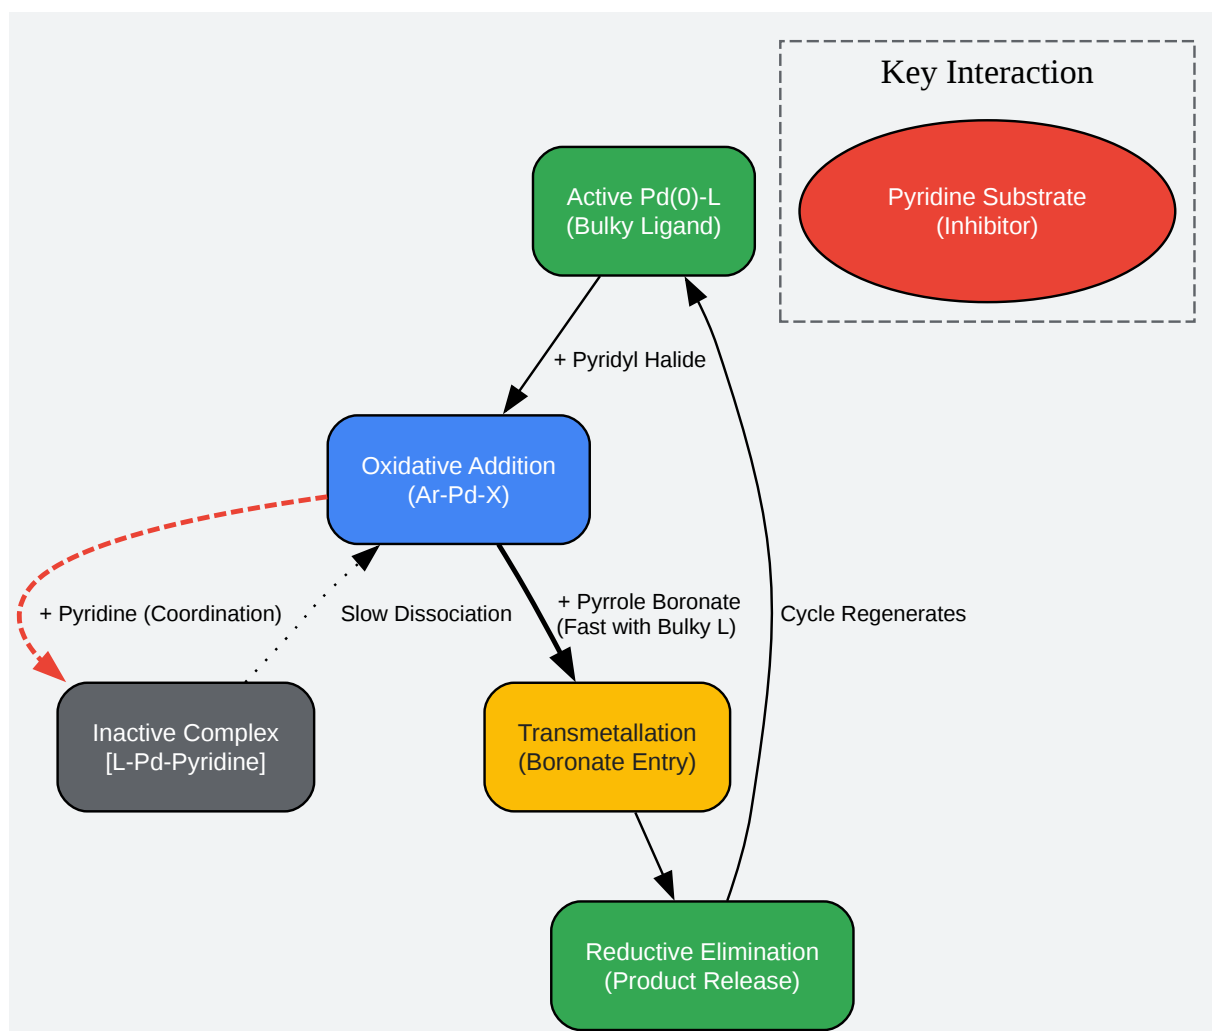 Key Interaction
Pyridine Substrate
(Inhibitor)
Active Pd(0)-L
(Bulky Ligand)
+ Pyridyl Halide
Oxidative Addition
(Ar-Pd-X)
+ Pyridine (Coordination)
Slow Dissociation
+ Pyrrole Boronate
(Fast with Bulky L)
Cycle Regenerates
Inactive Complex
[L-Pd-Pyridine]
Transmetallation
(Boronate Entry)
Reductive Elimination
(Product Release)